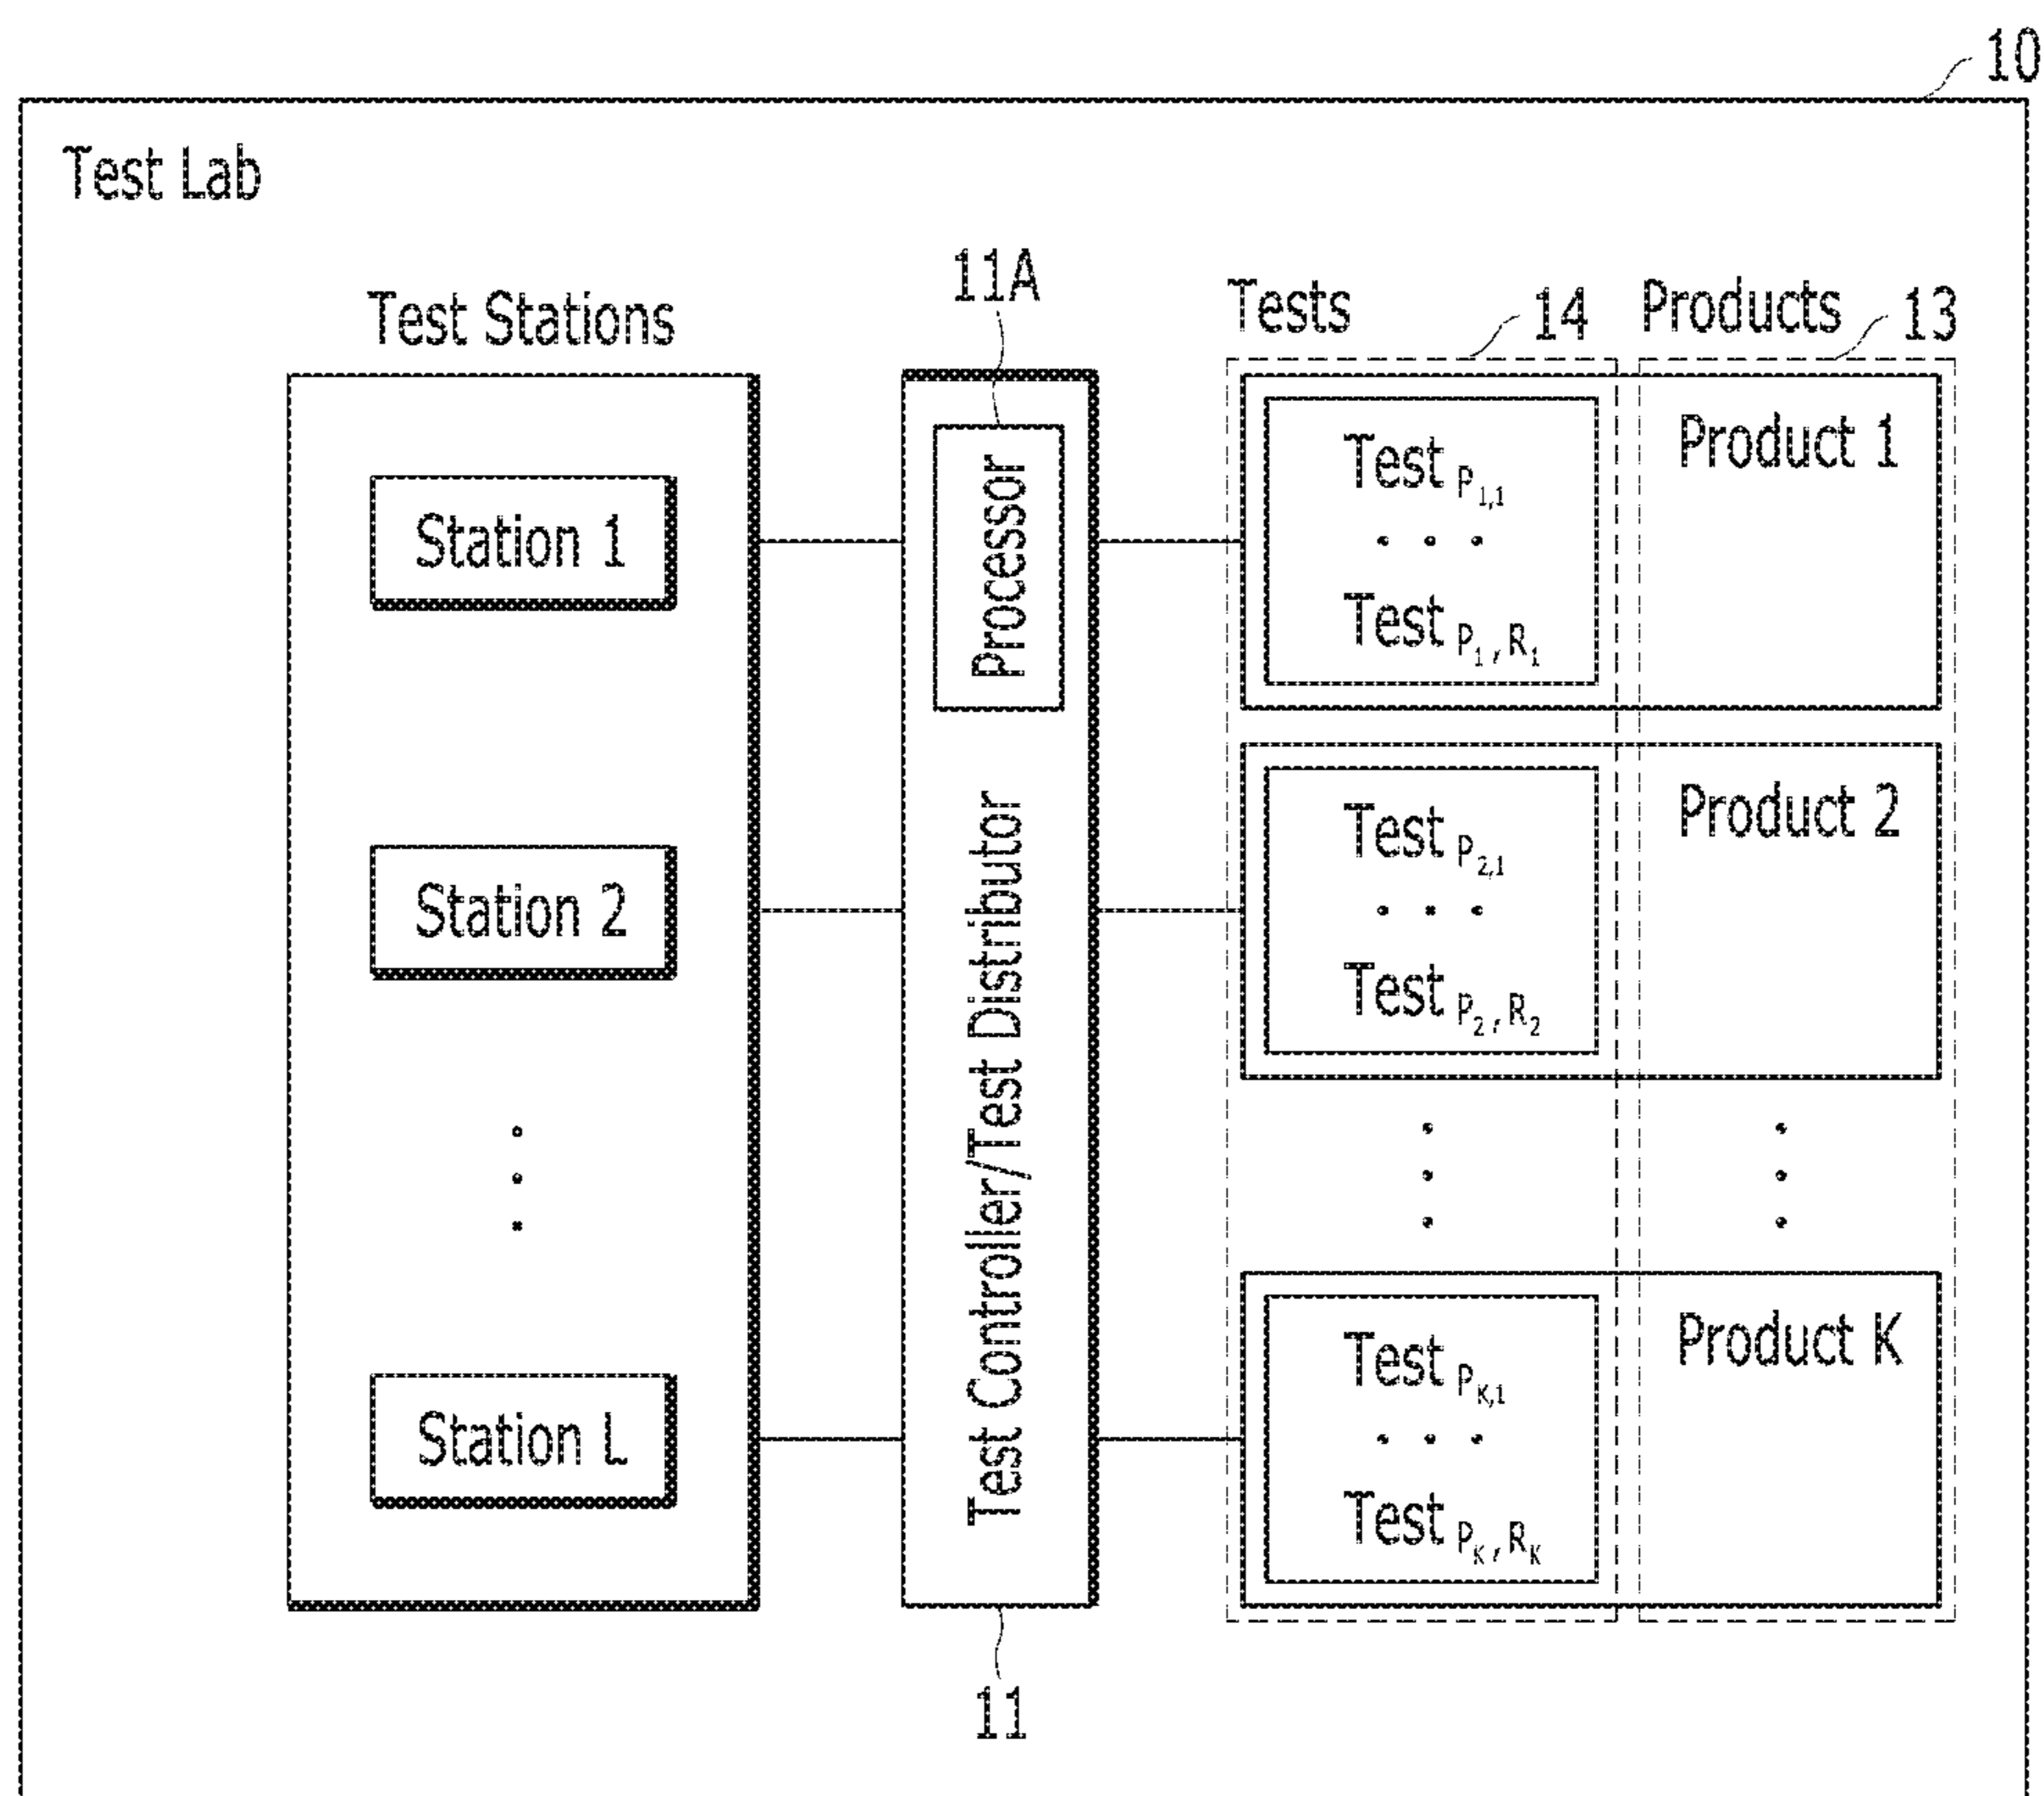 10
Test Lab
11A
Test Stations
Tests
14
Products
13
Station 1
Processor
Test P1,1
. . .
Test P1, R1
Product 1
Station 2
Test Controller/Test Distributor
Test P2,1
. . .
Test P2, R2
Product 2
Station L
Test PK,1
. . .
Test PK, RK
Product K
11